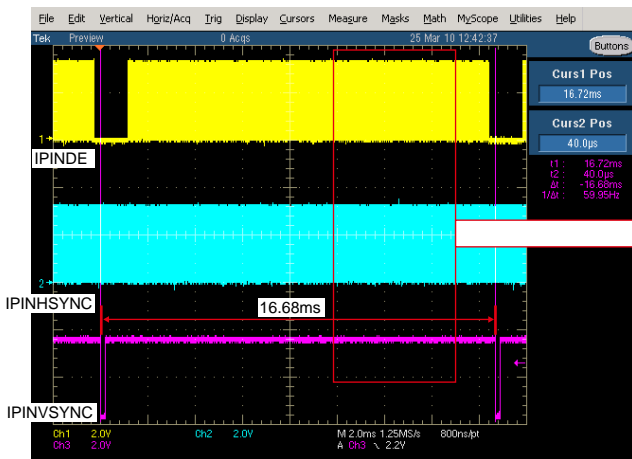 File Edit Vertical Horiz/Acq Trig Display Cursors Measure Masks Math MyScope Utilities Help
Tek Preview 0 Acqs 25 Mar 10 12:42:37
Buttons
Curs1 Pos
16.72ms
Curs2 Pos
40.0µs
t1: 16.72ms
t2: 40.0µs
Δt: -16.68ms
1/Δt: 59.95Hz
1
IPINDE
2
IPINHSYNC
16.68ms
IPINVSYNC
Ch1 2.0V Ch2 2.0V M 2.0ms 1.25MS/s 800ns/pt
Ch3 2.0V A Ch3 \ 2.2V